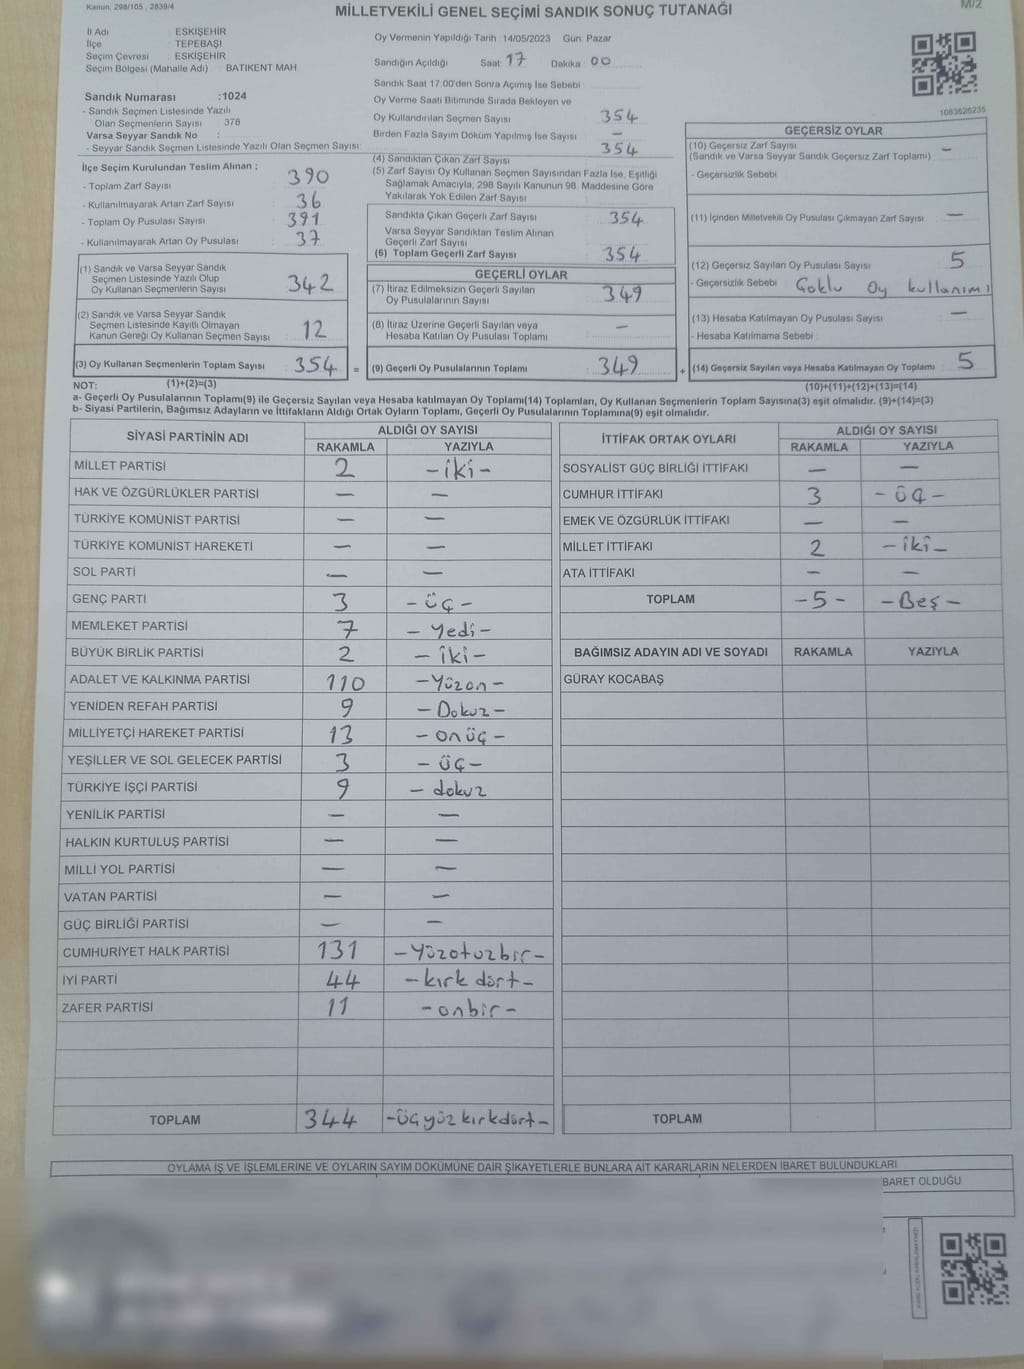 Kanun. 298/105 , 2839/4
MİLLETVEKİLİ GENEL SEÇİMİ SANDIK SONUÇ TUTANAĞI
M/2
İl Adı : ESKİŞEHİR
İlçe : TEPEBAŞI
Seçim Çevresi : ESKİŞEHİR
Seçim Bölgesi (Mahalle Adı) : BATIKENT MAH
Sandık Numarası :1024
- Sandık Seçmen Listesinde Yazılı
Olan Seçmenlerin Sayısı 378
Varsa Seyyar Sandık No :
- Seyyar Sandık Seçmen Listesinde Yazılı Olan Seçmen Sayısı:
Oy Vermenin Yapıldığı Tarih :14/05/2023 Gün: Pazar
Sandığın Açıldığı Saat 17 Dakika 00
Sandık Saat 17.00'den Sonra Açımış İse Sebebi
Oy Verme Saati Bitiminde Sırada Bekleyen ve
Oy Kullandırılan Seçmen Sayısı 354
Birden Fazla Sayım Döküm Yapılmış İse Sayısı —
(4) Sandıktan Çıkan Zarf Sayısı 354
(5) Zarf Sayısı Oy Kullanan Seçmen Sayısından Fazla İse, Eşitliği
Sağlamak Amacıyla, 298 Sayılı Kanunun 98. Maddesine Göre
Yakılarak Yok Edilen Zarf Sayısı
1083626235
İlçe Seçim Kurulundan Teslim Alınan ;
- Toplam Zarf Sayısı 390
- Kullanılmayarak Artan Zarf Sayısı 36
- Toplam Oy Pusulası Sayısı 391
- Kullanılmayarak Artan Oy Pusulası 37
Sandıkta Çıkan Geçerli Zarf Sayısı 354
Varsa Seyyar Sandıktan Teslim Alınan
Geçerli Zarf Sayısı
(6) Toplam Geçerli Zarf Sayısı 354
GEÇERSİZ OYLAR
(10) Geçersiz Zarf Sayısı —
(Sandık ve Varsa Seyyar Sandık Geçersiz Zarf Toplamı)
- Geçersizlik Sebebi
(11) İçinden Milletvekili Oy Pusulası Çıkmayan Zarf Sayısı —
(12) Geçersiz Sayılan Oy Pusulası Sayısı 5
- Geçersizlik Sebebi : Çoklu oy kullanımı
(13) Hesaba Katılmayan Oy Pusulası Sayısı —
- Hesaba Katılmama Sebebi :
(14) Geçersiz Sayılan veya Hesaba Katılmayan Oy Toplamı 5
(1) Sandık ve Varsa Seyyar Sandık
Seçmen Listesinde Yazılı Olup
Oy Kullanan Seçmenlerin Sayısı 342
(2) Sandık ve Varsa Seyyar Sandık
Seçmen Listesinde Kayıtlı Olmayan
Kanun Gereği Oy Kullanan Seçmen Sayısı 12
(3) Oy Kullanan Seçmenlerin Toplam Sayısı 354 =
GEÇERLİ OYLAR
(7) İtiraz Edilmeksizin Geçerli Sayılan
Oy Pusulalarının Sayısı 349
(8) İtiraz Üzerine Geçerli Sayılan veya
Hesaba Katılan Oy Pusulası Toplamı —
(9) Geçerli Oy Pusulalarının Toplamı 349 +
NOT: (1)+(2)=(3) (10)+(11)+(12)+(13)=(14)
a- Geçerli Oy Pusulalarının Toplamı(9) ile Geçersiz Sayılan veya Hesaba katılmayan Oy Toplamı(14) Toplamları, Oy Kullanan Seçmenlerin Toplam Sayısına(3) eşit olmalıdır. (9)+(14)=(3)
b- Siyasi Partilerin, Bağımsız Adayların ve İttifakların Aldığı Ortak Oyların Toplamı, Geçerli Oy Pusulalarının Toplamına(9) eşit olmalıdır.
SİYASİ PARTİNİN ADI ALDIĞI OY SAYISI
RAKAMLA YAZIYLA
MİLLET PARTİSİ 2 -iki-
HAK VE ÖZGÜRLÜKLER PARTİSİ — —
TÜRKİYE KOMÜNİST PARTİSİ — —
TÜRKİYE KOMÜNİST HAREKETİ — —
SOL PARTİ — —
GENÇ PARTİ 3 -üç-
MEMLEKET PARTİSİ 7 -yedi-
BÜYÜK BİRLİK PARTİSİ 2 -iki-
ADALET VE KALKINMA PARTİSİ 110 -Yüzon-
YENİDEN REFAH PARTİSİ 9 -Dokuz-
MİLLİYETÇİ HAREKET PARTİSİ 13 -onüç-
YEŞİLLER VE SOL GELECEK PARTİSİ 3 -üç-
TÜRKİYE İŞÇİ PARTİSİ 9 -dokuz
YENİLİK PARTİSİ — —
HALKIN KURTULUŞ PARTİSİ — —
MİLLİ YOL PARTİSİ — —
VATAN PARTİSİ — —
GÜÇ BİRLİĞİ PARTİSİ — —
CUMHURİYET HALK PARTİSİ 131 -Yüzotuzbir-
İYİ PARTİ 44 -kırk dört-
ZAFER PARTİSİ 11 -onbir-
TOPLAM 344 -üçyüzkırkdört-
İTTİFAK ORTAK OYLARI ALDIĞI OY SAYISI
RAKAMLA YAZIYLA
SOSYALİST GÜÇ BİRLİĞİ İTTİFAKI — —
CUMHUR İTTİFAKI 3 -üç-
EMEK VE ÖZGÜRLÜK İTTİFAKI — —
MİLLET İTTİFAKI 2 -iki-
ATA İTTİFAKI — —
TOPLAM -5- -Beş-
BAĞIMSIZ ADAYIN ADI VE SOYADI RAKAMLA YAZIYLA
GÜRAY KOCABAŞ
TOPLAM
OYLAMA İŞ VE İŞLEMLERİNE VE OYLARIN SAYIM DÖKÜMÜNE DAİR ŞİKAYETLERLE BUNLARA AİT KARARLARIN NELERDEN İBARET BULUNDUKLARI
BARET OLDUĞU